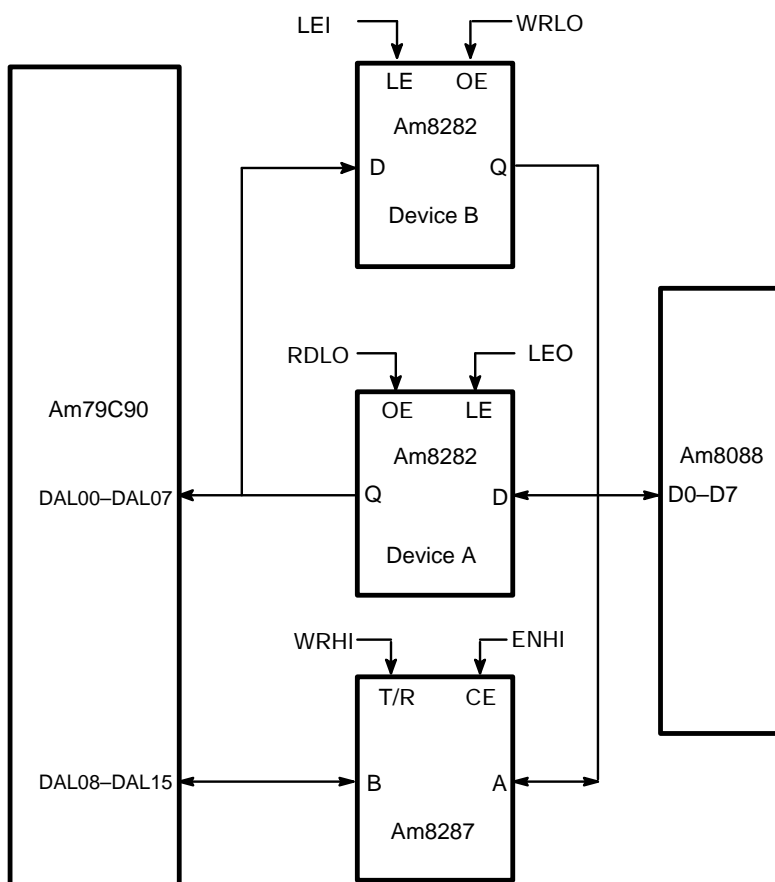 LEI WRLO
LE OE
Am8282
D Q
Device B
RDLO LEO
OE LE
Am79C90
Am8282
Am8088
DAL00–DAL07 Q D D0–D7
Device A
WRHI ENHI
T/R CE
DAL08–DAL15 B A
Am8287